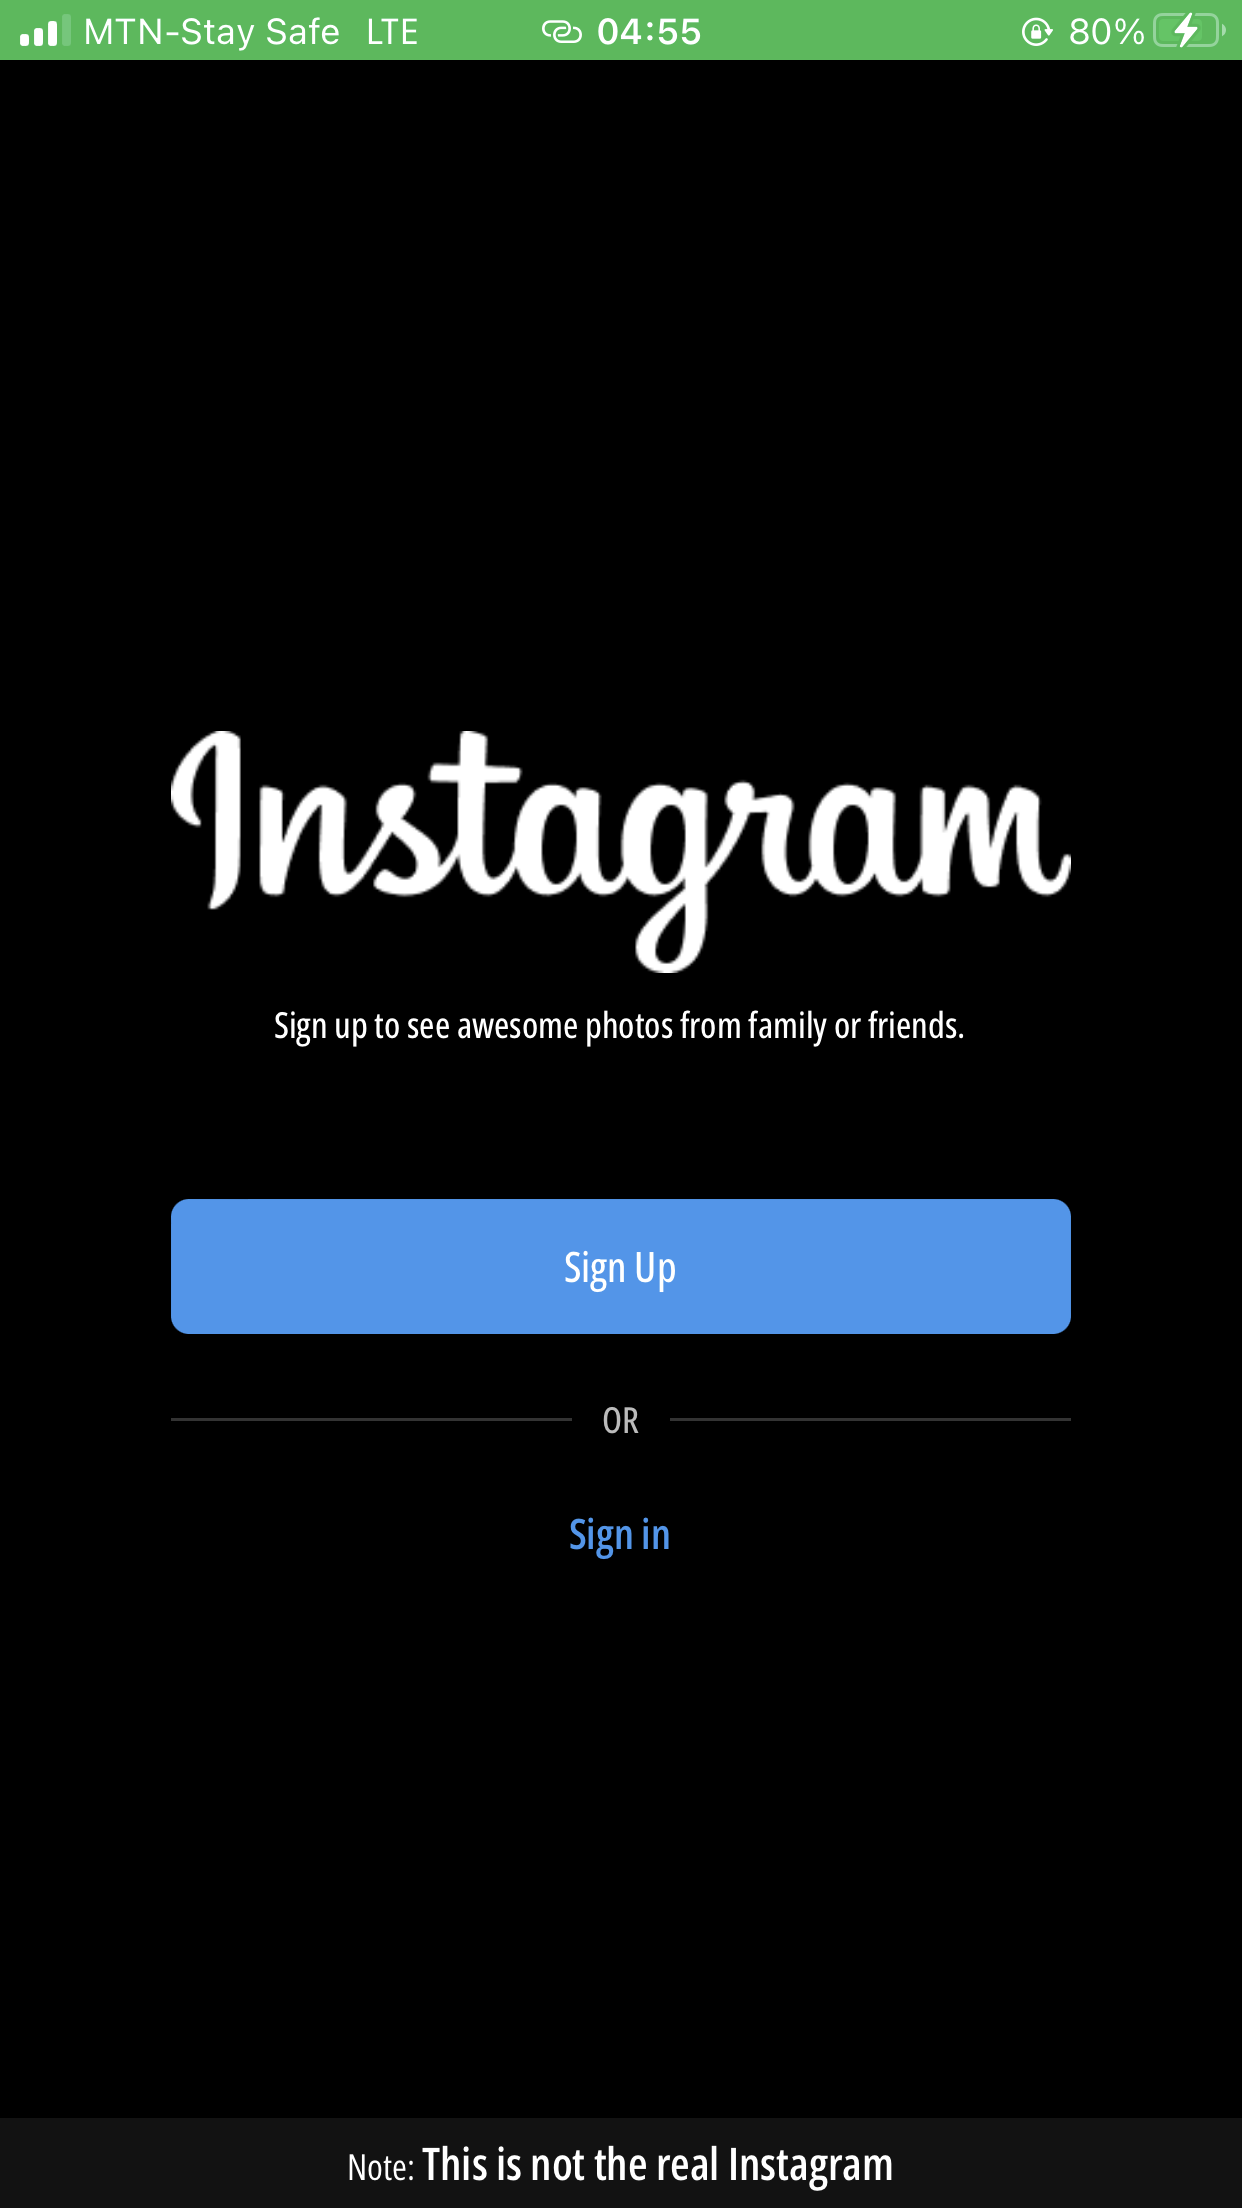 MTN-Stay Safe LTE 04:55 80%
Instagram
Sign up to see awesome photos from family or friends.
Sign Up
OR
Sign in
Note: This is not the real Instagram